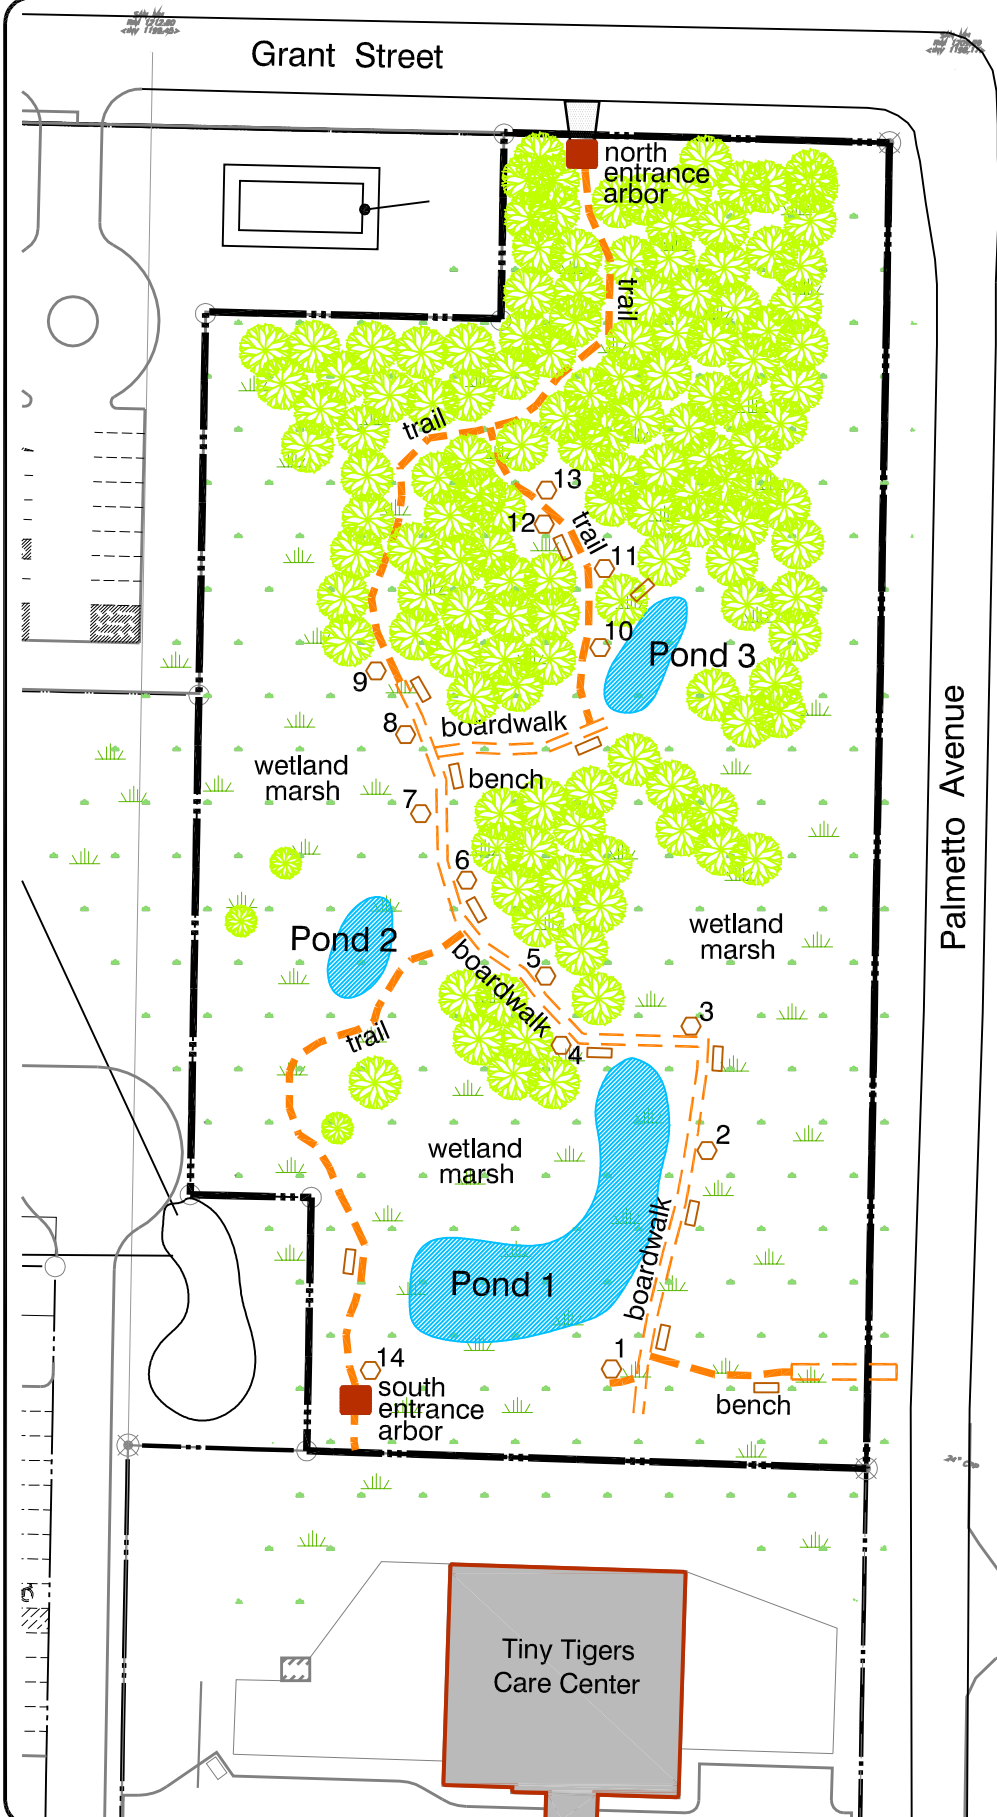 Grant Street
north
entrance
arbor
trail
trail
13
12
trail
11
10
Pond 3
9
8
boardwalk
Palmetto Avenue
wetland
marsh
bench
7
6
wetland
marsh
Pond 2
boardwalk
5
3
trail
4
2
wetland
marsh
boardwalk
Pond 1
1
14
south
entrance
arbor
bench
Tiny Tigers
Care Center